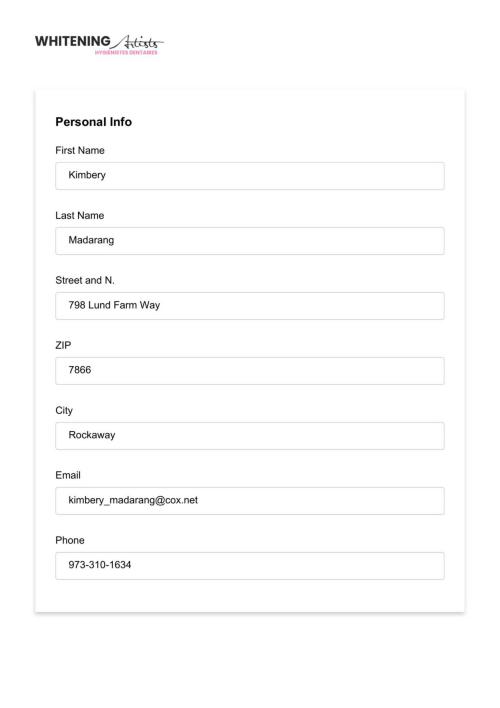 WHITENING Artists
HYGIÉNISTES DENTAIRES
Personal Info
First Name
Kimbery
Last Name
Madarang
Street and N.
798 Lund Farm Way
ZIP
7866
City
Rockaway
Email
kimbery_madarang@cox.net
Phone
973-310-1634